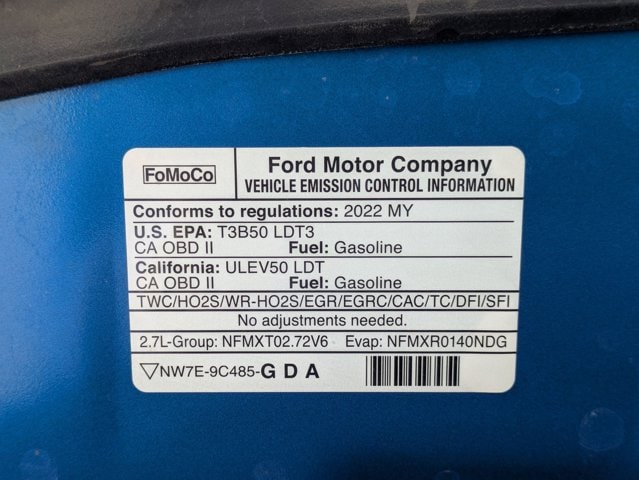 FoMoCo
Ford Motor Company
VEHICLE EMISSION CONTROL INFORMATION
Conforms to regulations: 2022 MY
U.S. EPA: T3B50 LDT3
CA OBD II Fuel: Gasoline
California: ULEV50 LDT
CA OBD II Fuel: Gasoline
TWC/HO2S/WR-HO2S/EGR/EGRC/CAC/TC/DFI/SFI
No adjustments needed.
2.7L-Group: NFMXT02.72V6 Evap: NFMXR0140NDG
▽NW7E-9C485-G D A